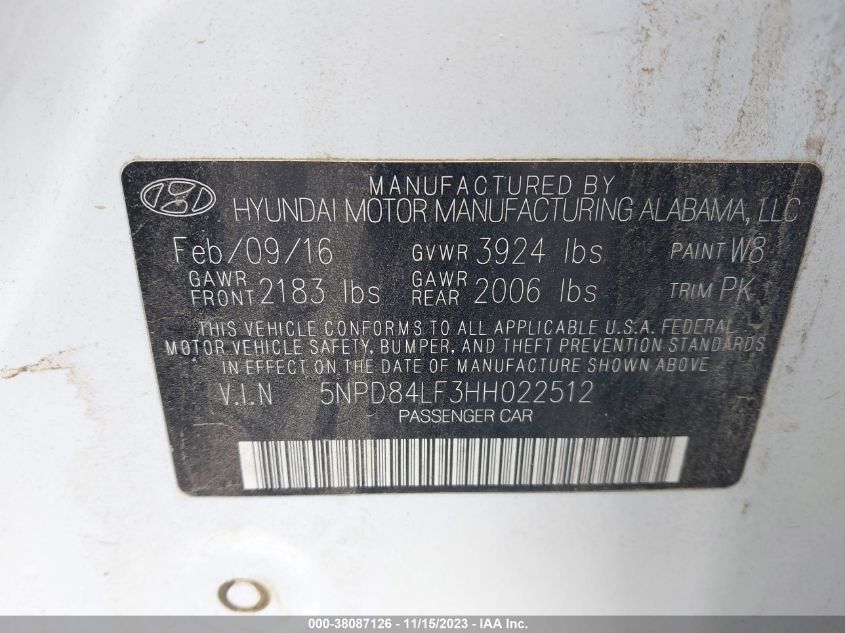 MANUFACTURED BY
HYUNDAI MOTOR MANUFACTURING ALABAMA, LLC
Feb/09/16 GVWR 3924 lbs PAINT W8
GAWR FRONT 2183 lbs GAWR REAR 2006 lbs TRIM PK
THIS VEHICLE CONFORMS TO ALL APPLICABLE U.S.A. FEDERAL
MOTOR VEHICLE SAFETY, BUMPER, AND THEFT PREVENTION STANDARDS
IN EFFECT ON THE DATE OF MANUFACTURE SHOWN ABOVE
V.I.N 5NPD84LF3HH022512
PASSENGER CAR
000-38087126 - 11/15/2023 - IAA Inc.